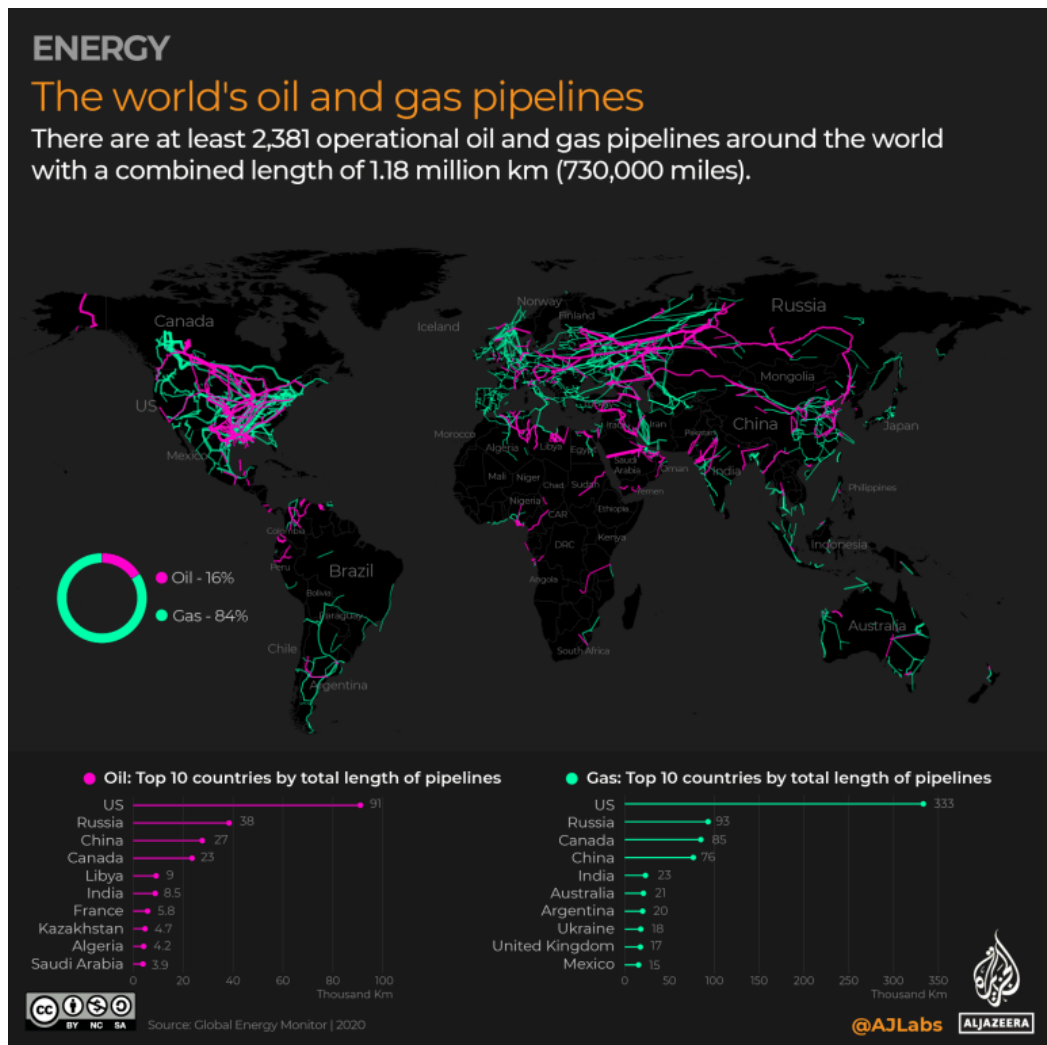 ENERGY
The world's oil and gas pipelines
There are at least 2,381 operational oil and gas pipelines around the world
with a combined length of 1.18 million km (730,000 miles).
Norway
Russia
Finland
Canada
Iceland
Mongolia
US
China
Japan
Morocco
Iraq
Iran
Pakistan
Algeria
Libya
Egypt
Mexico
Saudi
Arabia
Oman
India
Mali
Niger
Chad
Sudan
Yemen
Philippines
Nigeria
Ethiopia
CAR
Colombia
Kenya
DRC
Indonesia
Peru
Brazil
Angola
Bolivia
Paraguay
Australia
Chile
South Africa
Argentina
Oil - 16%
Gas - 84%
Oil: Top 10 countries by total length of pipelines
US 91
Russia 38
China 27
Canada 23
Libya 9
India 8.5
France 5.8
Kazakhstan 4.7
Algeria 4.2
Saudi Arabia 3.9
0 20 40 60 80 100
Thousand Km
Gas: Top 10 countries by total length of pipelines
US 333
Russia 93
Canada 85
China 76
India 23
Australia 21
Argentina 20
Ukraine 18
United Kingdom 17
Mexico 15
0 50 100 150 200 250 300 350
Thousand Km
cc BY NC SA
Source: Global Energy Monitor | 2020
@AJLabs
ALJAZEERA